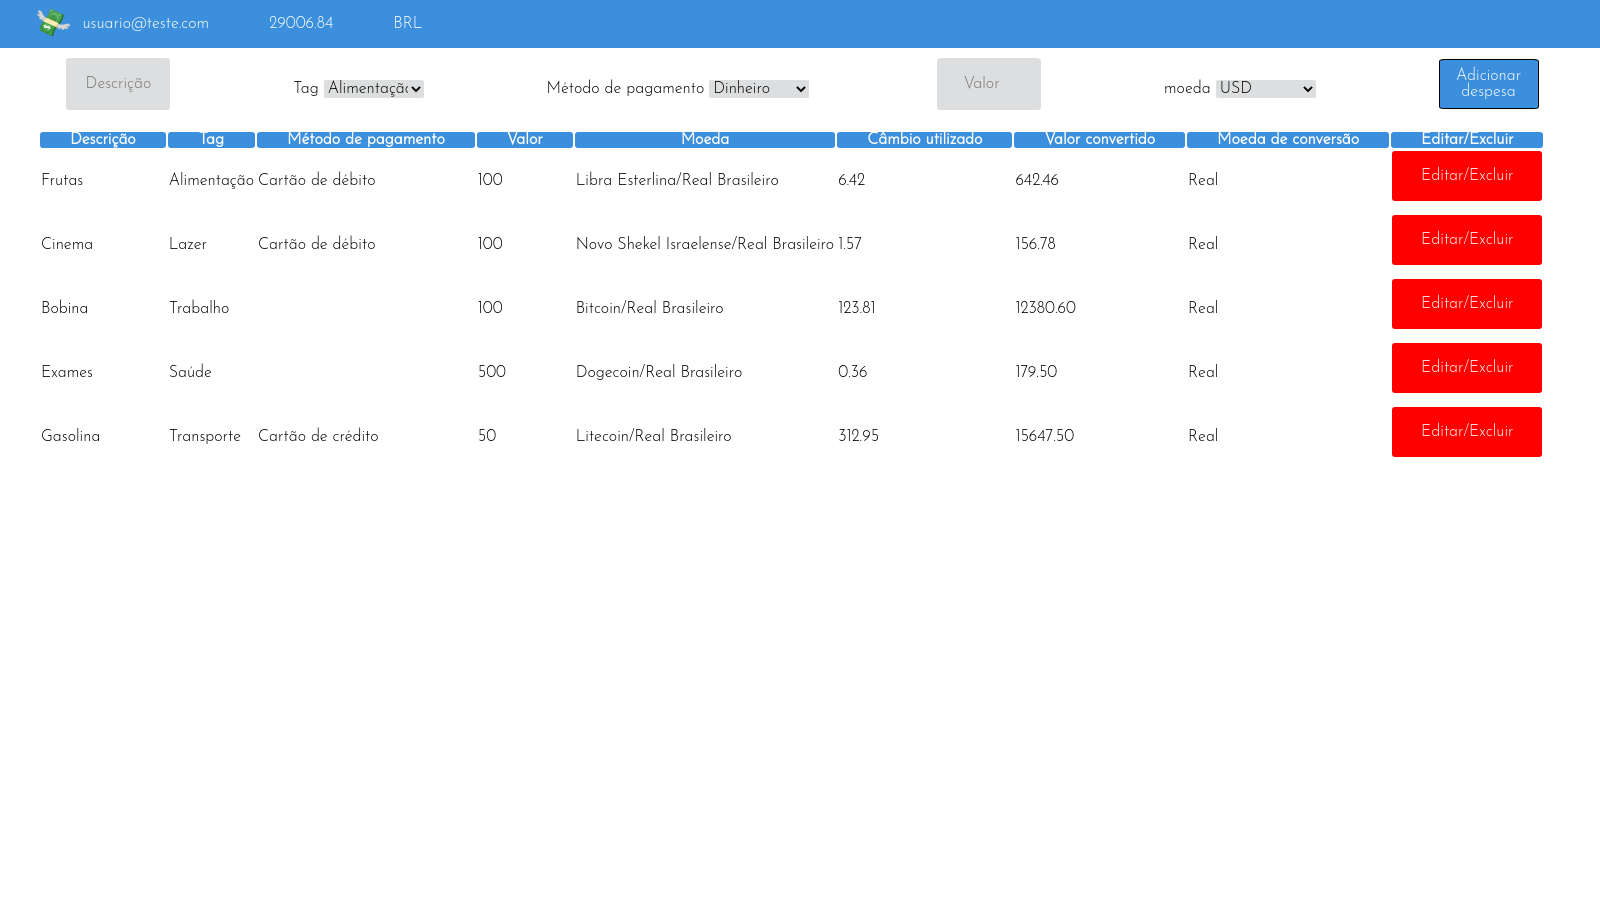 usuario@teste.com 29006.84 BRL
Descrição Tag Alimentação Método de pagamento Dinheiro Valor moeda USD Adicionar
despesa
Descrição Tag Método de pagamento Valor Moeda Câmbio utilizado Valor convertido Moeda de conversão Editar/Excluir
Frutas Alimentação Cartão de débito 100 Libra Esterlina/Real Brasileiro 6.42 642.46 Real Editar/Excluir
Cinema Lazer Cartão de débito 100 Novo Shekel Israelense/Real Brasileiro 1.57 156.78 Real Editar/Excluir
Bobina Trabalho 100 Bitcoin/Real Brasileiro 123.81 12380.60 Real Editar/Excluir
Exames Saúde 500 Dogecoin/Real Brasileiro 0.36 179.50 Real Editar/Excluir
Gasolina Transporte Cartão de crédito 50 Litecoin/Real Brasileiro 312.95 15647.50 Real Editar/Excluir